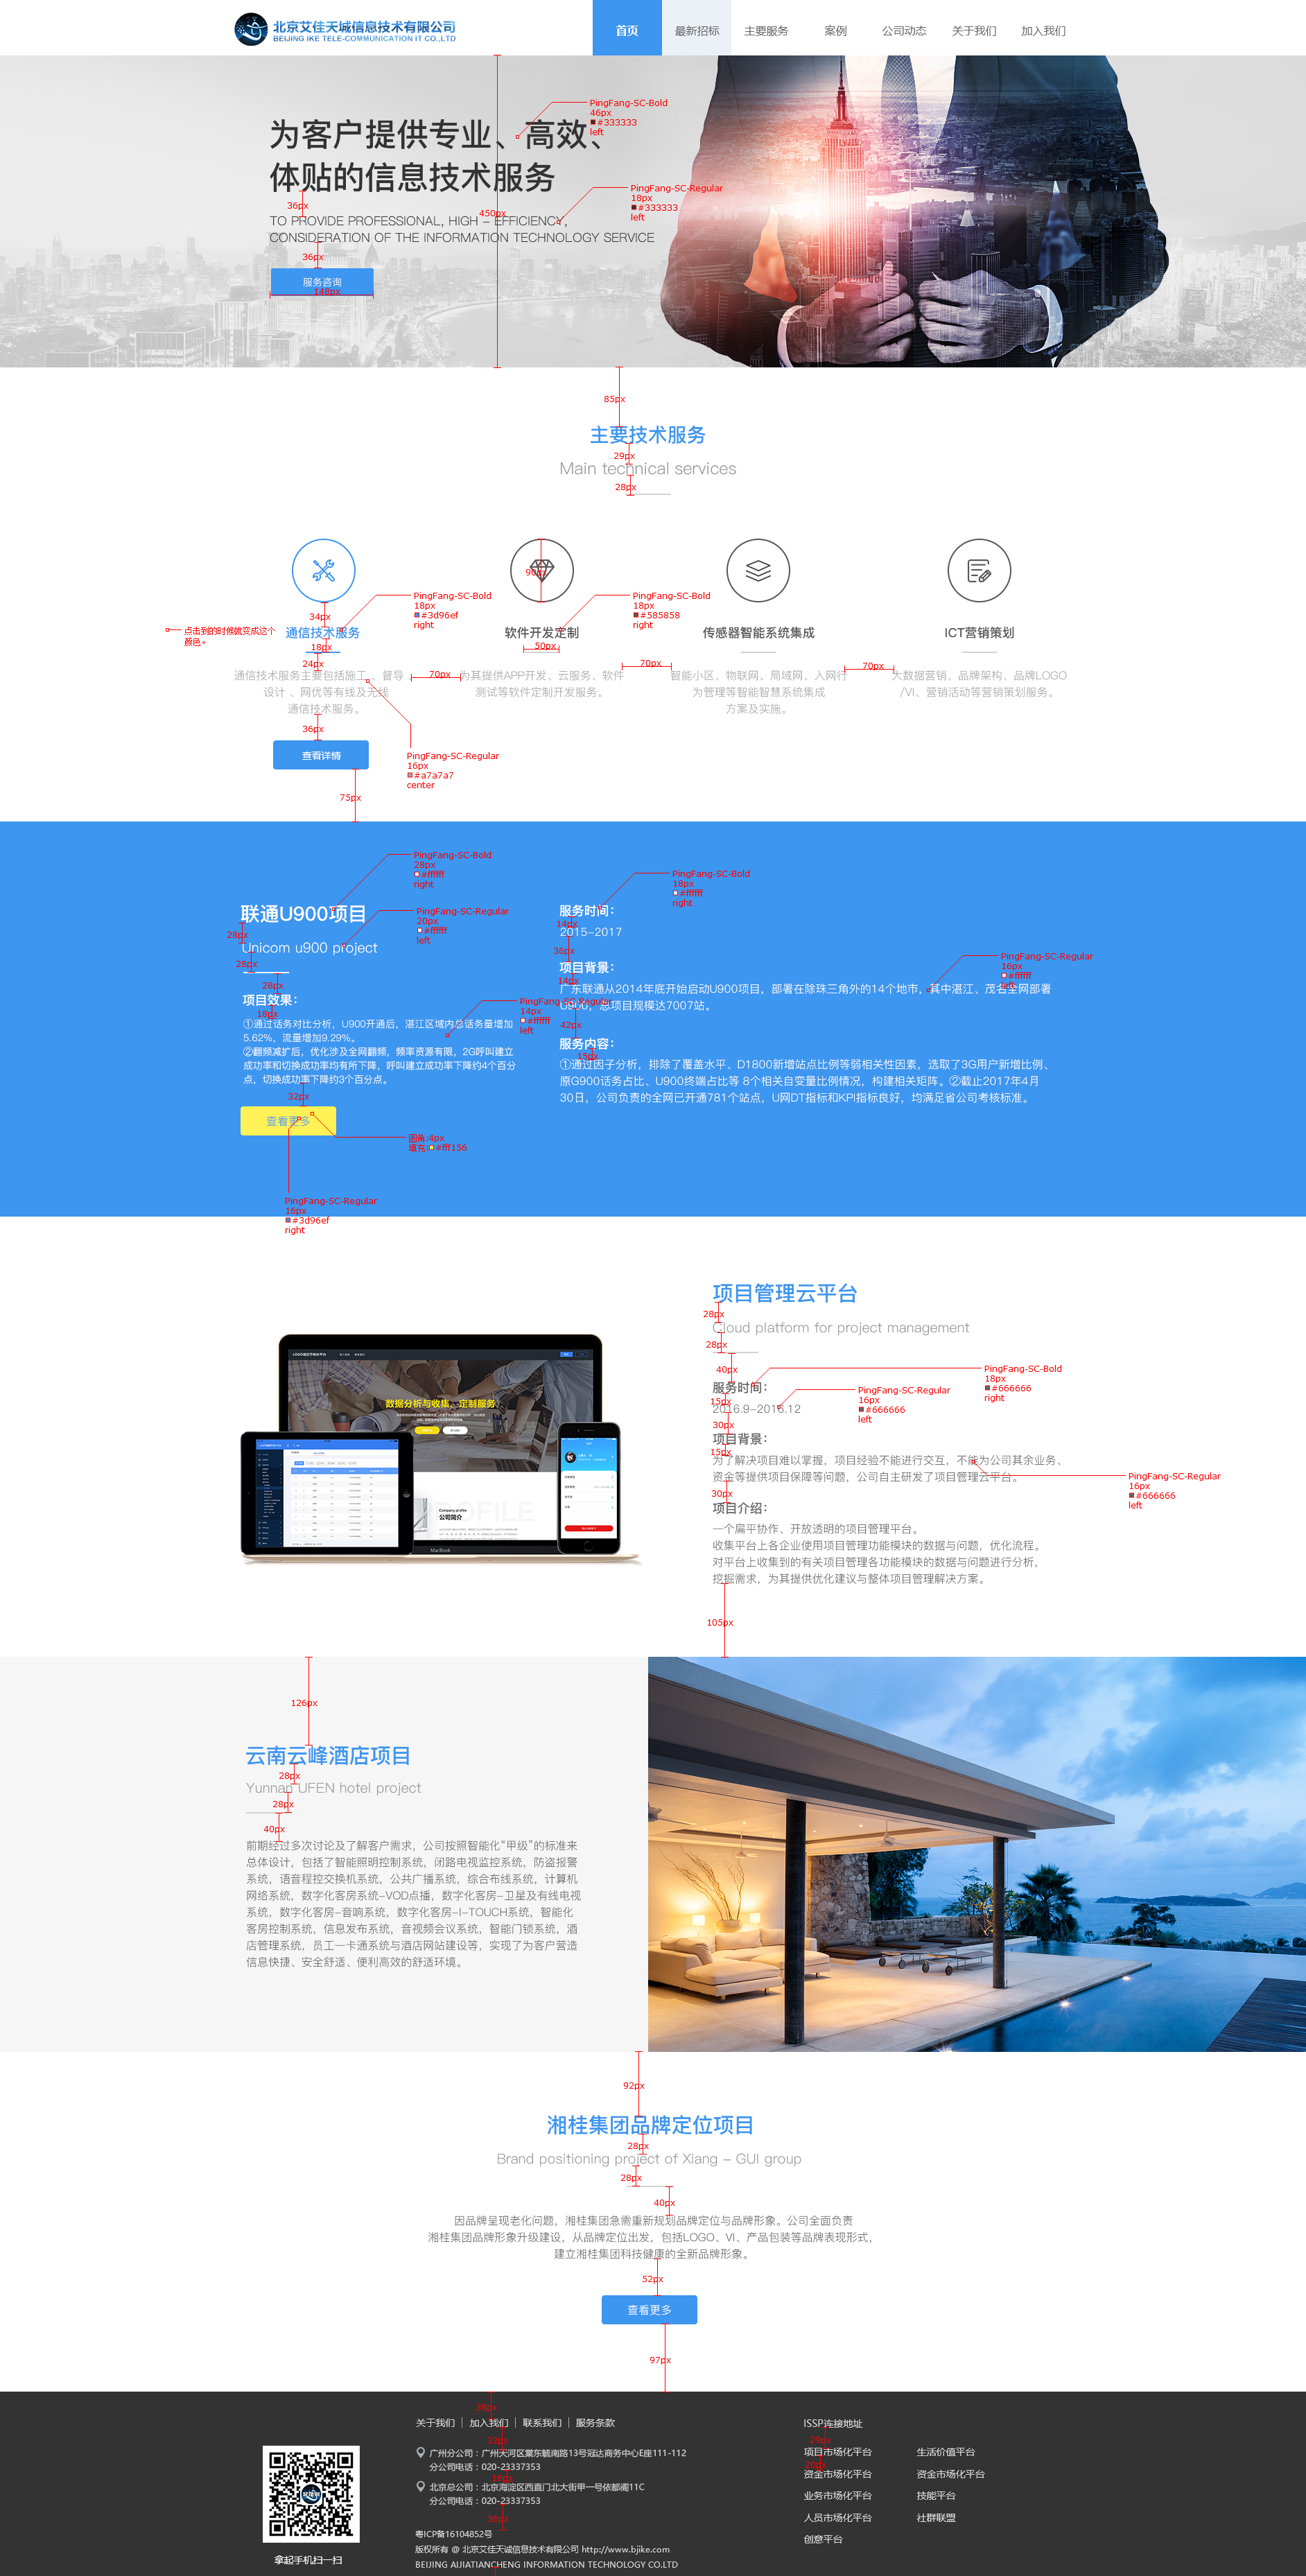 北京艾佳天诚信息技术有限公司
BEIJING IKE TELE-COMMUNICATION IT CO.,LTD
首页 最新招标 主要服务 案例 公司动态 关于我们 加入我们
PingFang-SC-Bold
46px
#333333
left
为客户提供专业、高效、
体贴的信息技术服务
PingFang-SC-Regular
18px
#333333
left
36px
450px
TO PROVIDE PROFESSIONAL, HIGH - EFFICIENCY,
CONSIDERATION OF THE INFORMATION TECHNOLOGY SERVICE
36px
服务咨询
148px
85px
主要技术服务
29px
Main technical services
28px
90px
34px
PingFang-SC-Bold
18px
#3d96ef
right
PingFang-SC-Bold
18px
#585858
right
点击到的时候就变成这个
颜色。
通信技术服务
软件开发定制
传感器智能系统集成
ICT营销策划
18px
50px
24px
70px
70px
70px
通信技术服务主要包括施工 、督导
设计 、网优等有线及无线
通信技术服务。
为其提供APP开发、云服务、软件
测试等软件定制开发服务。
智能小区、物联网、局域网、入网行
为管理等智能智慧系统集成
方案及实施。
大数据营销、品牌架构、品牌LOGO
/VI、营销活动等营销策划服务。
36px
查看详情
PingFang-SC-Regular
16px
#a7a7a7
center
75px
PingFang-SC-Bold
28px
#ffffff
right
联通U900项目
PingFang-SC-Regular
20px
#ffffff
left
28px
Unicom u900 project
28px
28px
项目效果：
18px
PingFang-SC-Regular
14px
#ffffff
left
①通过话务对比分析，U900开通后，湛江区域内总话务量增加
5.62%，流量增加9.29%。
②翻频减扩后，优化涉及全网翻频，频率资源有限，2G呼叫建立
成功率和切换成功率均有所下降，呼叫建立成功率下降约4个百分
点，切换成功率下降约3个百分点。
32px
查看更多
圆角：4px
填充：#fff156
PingFang-SC-Regular
16px
#3d96ef
right
PingFang-SC-Bold
18px
#ffffff
right
服务时间：
14px
2015-2017
36px
项目背景：
14px
PingFang-SC-Regular
16px
#ffffff
left
广东联通从2014年底开始启动U900项目，部署在除珠三角外的14个地市，其中湛江、茂名全网部署
U900，总项目规模达7007站。
42px
服务内容：
15px
①通过因子分析，排除了覆盖水平、D1800新增站点比例等弱相关性因素，选取了3G用户新增比例、
原G900话务占比、U900终端占比等 8个相关自变量比例情况，构建相关矩阵。②截止2017年4月
30日，公司负责的全网已开通781个站点，U网DT指标和KPI指标良好，均满足省公司考核标准。
LOGO项目市场化平台
数据分析与收集、定制服务
Company profile
公司简介
MacBook
项目管理云平台
28px
Cloud platform for project management
28px
40px
PingFang-SC-Bold
18px
#666666
right
服务时间：
15px
PingFang-SC-Regular
16px
#666666
left
2016.9-2016.12
30px
项目背景：
15px
为了解决项目难以掌握，项目经验不能进行交互，不能为公司其余业务、
资金等提供项目保障等问题，公司自主研发了项目管理云平台。
PingFang-SC-Regular
16px
#666666
left
30px
项目介绍：
一个扁平协作、开放透明的项目管理平台。
收集平台上各企业使用项目管理功能模块的数据与问题，优化流程。
对平台上收集到的有关项目管理各功能模块的数据与问题进行分析，
挖掘需求，为其提供优化建议与整体项目管理解决方案。
105px
126px
云南云峰酒店项目
28px
Yunnan UFEN hotel project
28px
40px
前期经过多次讨论及了解客户需求，公司按照智能化“甲级”的标准来
总体设计，包括了智能照明控制系统，闭路电视监控系统，防盗报警
系统，语音程控交换机系统，公共广播系统，综合布线系统，计算机
网络系统，数字化客房系统-VOD点播，数字化客房-卫星及有线电视
系统，数字化客房-音响系统，数字化客房-I-TOUCH系统，智能化
客房控制系统，信息发布系统，音视频会议系统，智能门锁系统，酒
店管理系统，员工一卡通系统与酒店网站建设等，实现了为客户营造
信息快捷、安全舒适、便利高效的舒适环境。
92px
湘桂集团品牌定位项目
28px
Brand positioning project of Xiang - GUI group
28px
40px
因品牌呈现老化问题，湘桂集团急需重新规划品牌定位与品牌形象。公司全面负责
湘桂集团品牌形象升级建设，从品牌定位出发，包括LOGO、VI、产品包装等品牌表现形式，
建立湘桂集团科技健康的全新品牌形象。
52px
查看更多
97px
38px
关于我们 | 加入我们 | 联系我们 | 服务条款
32px
广州分公司：广州天河区棠东毓南路13号冠达商务中心E座111-112
分公司电话：020-23337353
16px
北京总公司：北京海淀区西直门北大街甲一号依都阁11C
分公司电话：020-23337353
36px
粤ICP备16104852号
版权所有 @ 北京艾佳天诚信息技术有限公司 http://www.bjike.com
BEIJING AIJIATIANCHENG INFORMATION TECHNOLOGY CO.LTD
拿起手机扫一扫
ISSP连接地址
项目市场化平台 生活价值平台
资金市场化平台 资金市场化平台
业务市场化平台 技能平台
人员市场化平台 社群联盟
创意平台